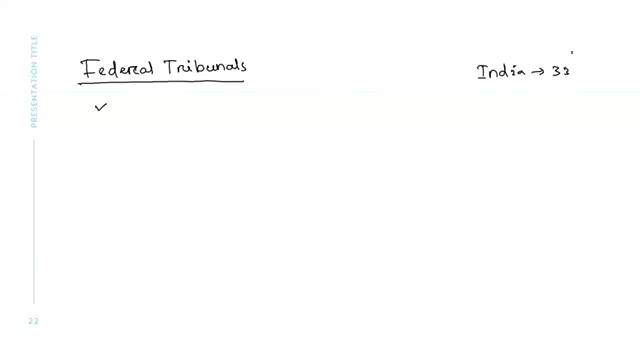 PRESENTATION TITLE
Federal Tribunals
India → 33
22